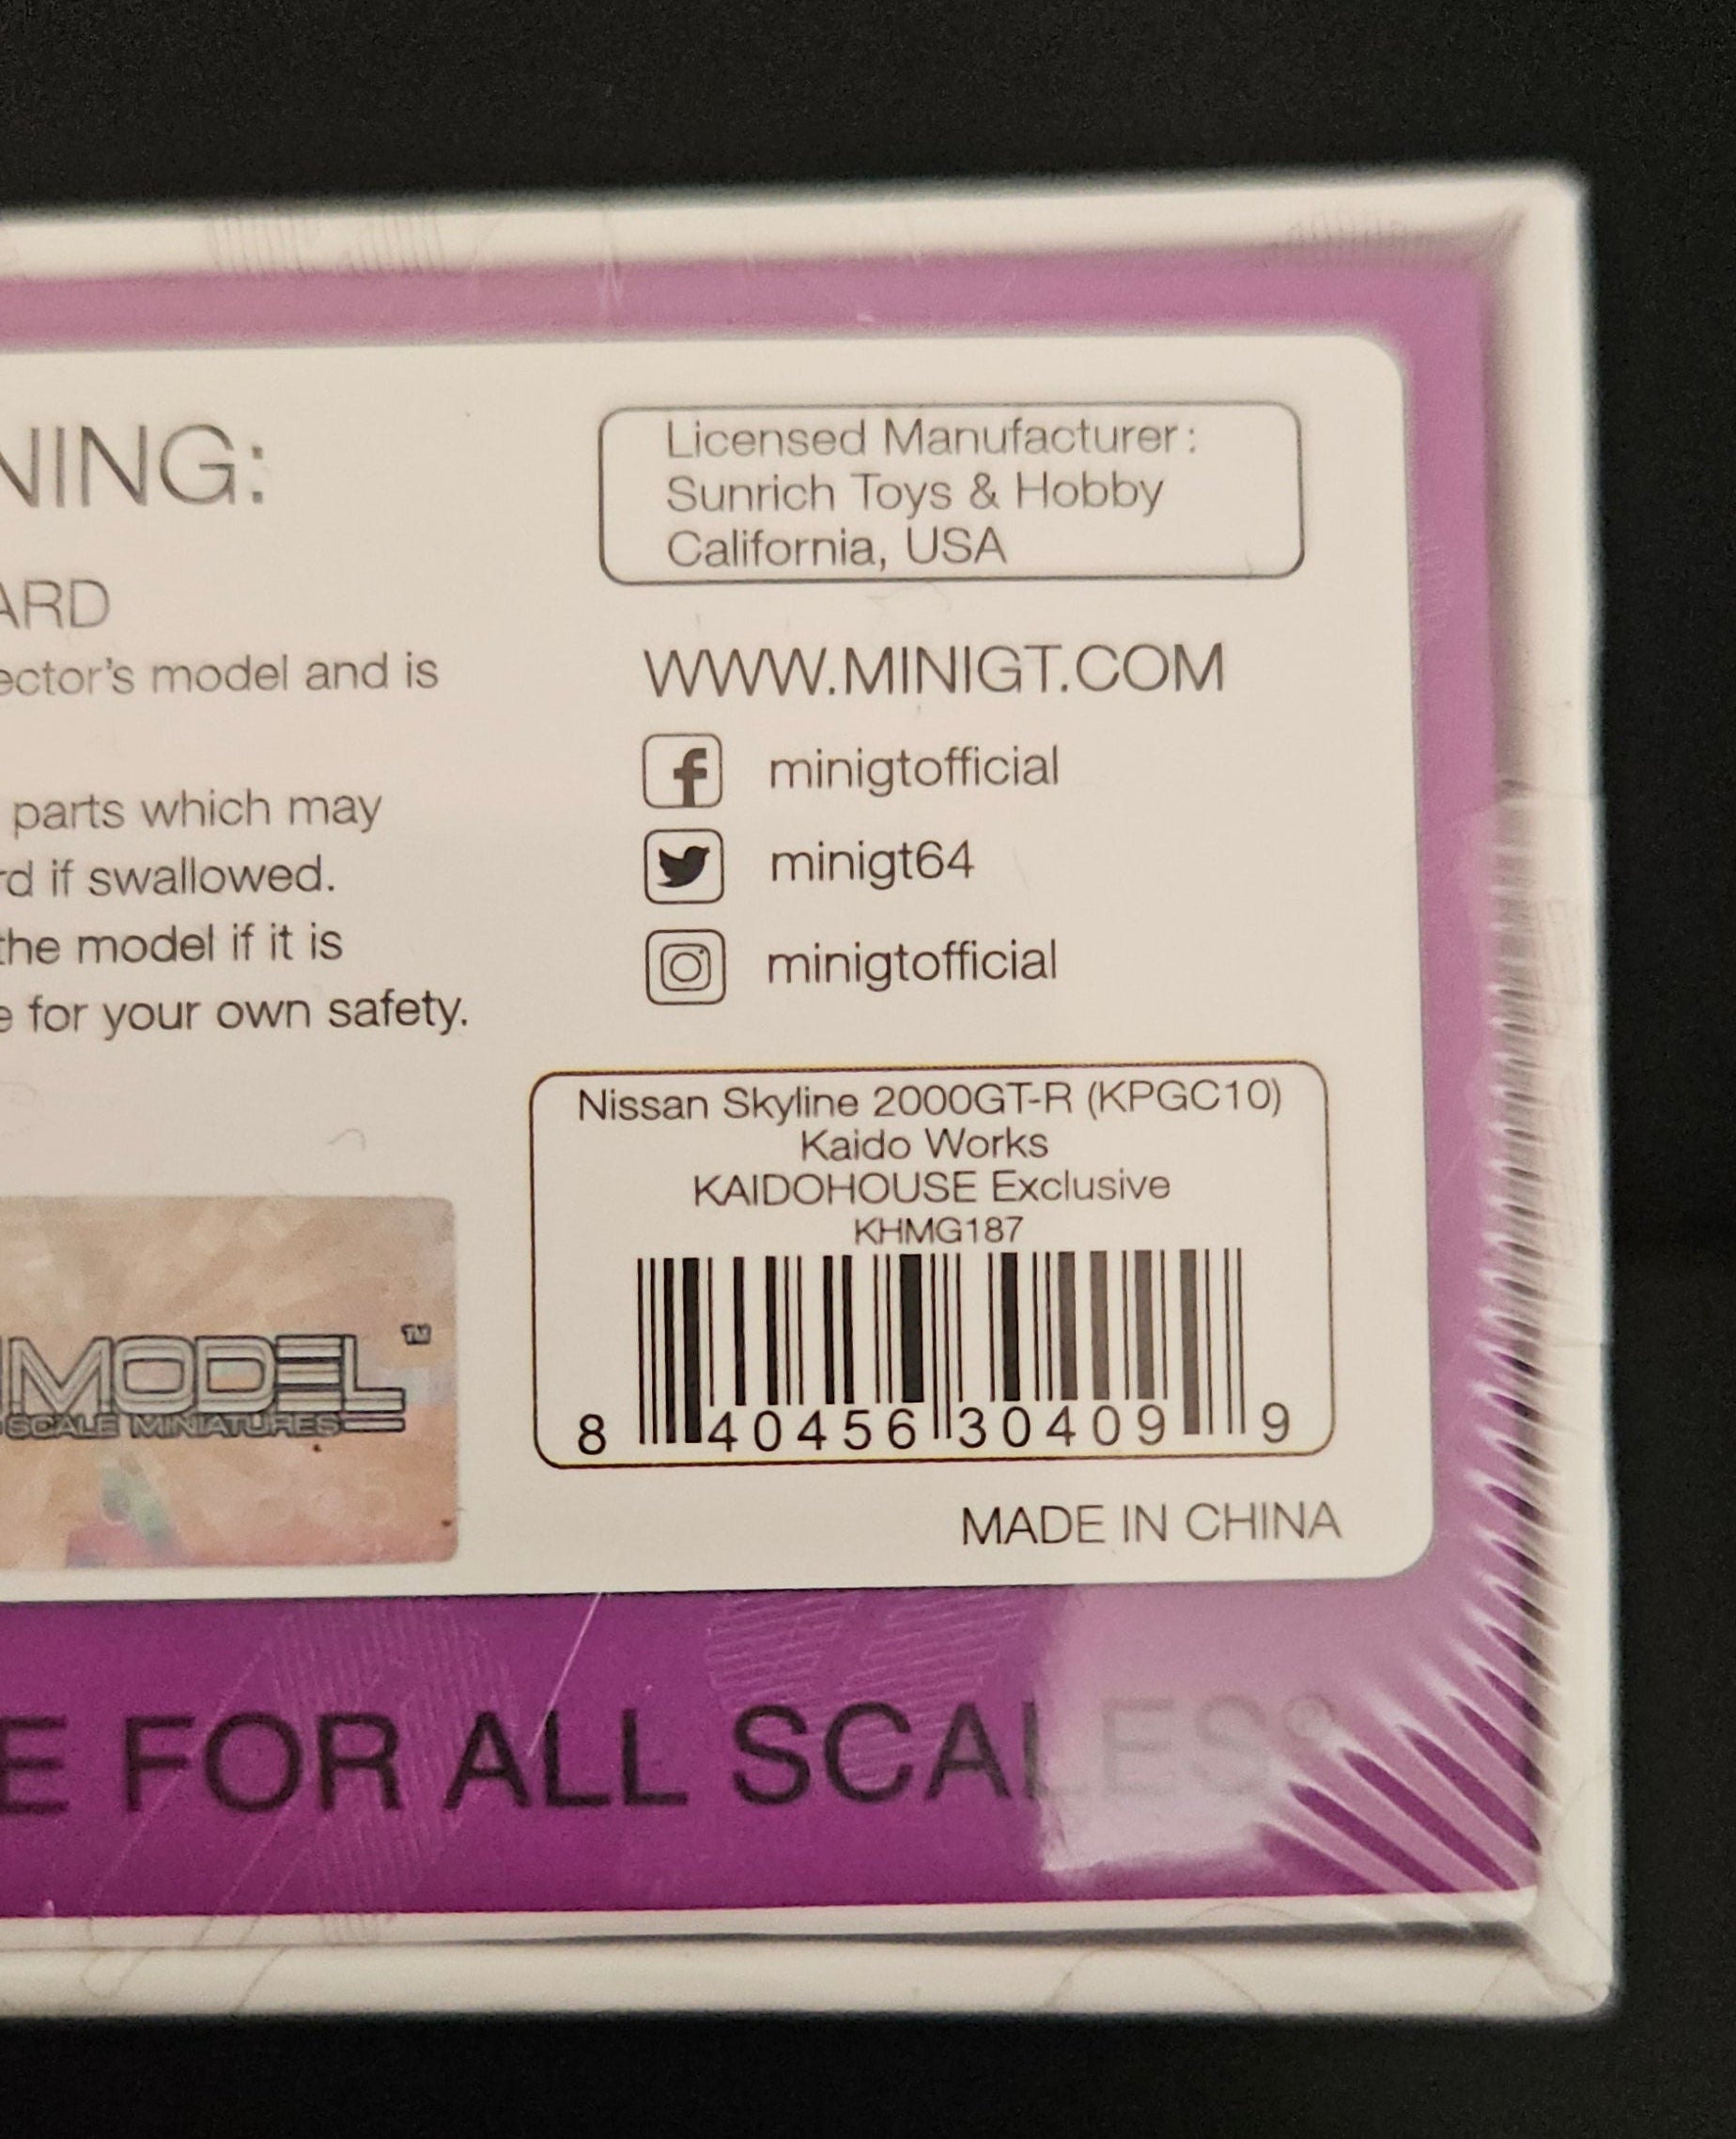 NING:
ARD
ector's model and is
parts which may
rd if swallowed.
the model if it is
e for your own safety.
Licensed Manufacturer:
Sunrich Toys & Hobby
California, USA
WWW.MINIGT.COM
minigtofficial
minigt64
minigtofficial
Nissan Skyline 2000GT-R (KPGC10)
Kaido Works
KAIDOHOUSE Exclusive
KHMG187
8 40456 30409 9
MODEL™
SCALE MINIATURES
MADE IN CHINA
E FOR ALL SCALES®